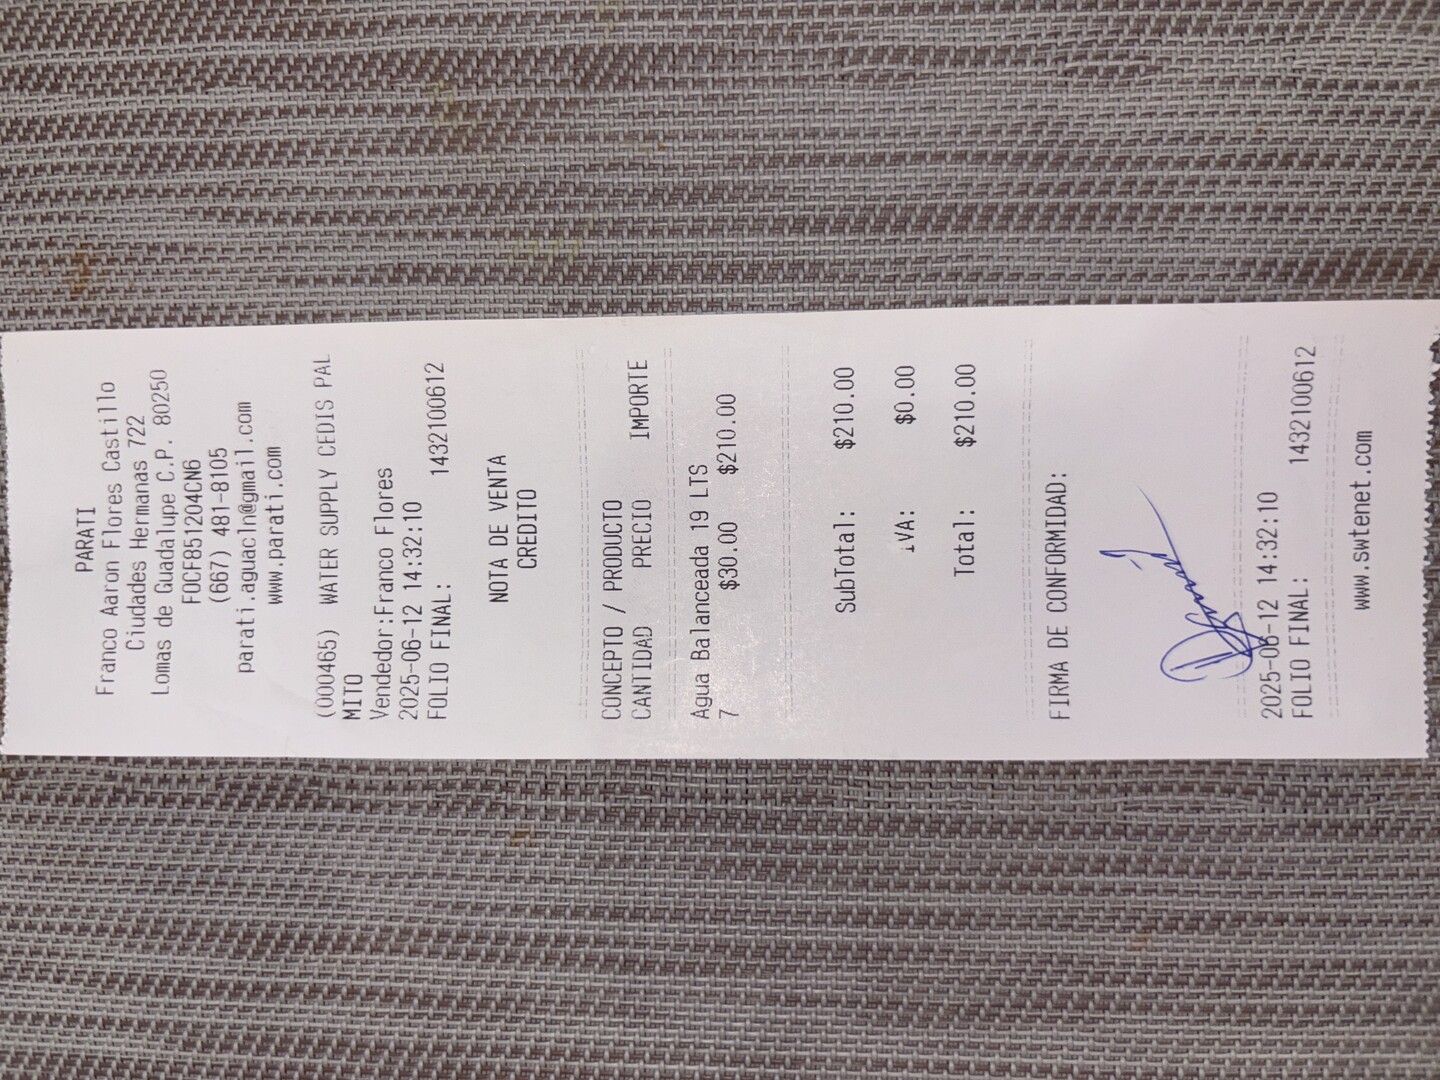 PARATI
Franco Aaron Flores Castillo
Ciudades Hermanas 722
Lomas de Guadalupe C.P. 80250
FOCF851204CN6
(667) 481-8105
parati.aguacln@gmail.com
www.parati.com
(000465) WATER SUPPLY CEDIS PAL
MITO
Vendedor:Franco Flores
2025-06-12 14:32:10
FOLIO FINAL: 1432100612
NOTA DE VENTA
CREDITO
CONCEPTO / PRODUCTO
CANTIDAD PRECIO IMPORTE
Agua Balanceada 19 LTS
7 $30.00 $210.00
SubTotal: $210.00
IVA: $0.00
Total: $210.00
FIRMA DE CONFORMIDAD:
2025-06-12 14:32:10
FOLIO FINAL: 1432100612
www.swtenet.com